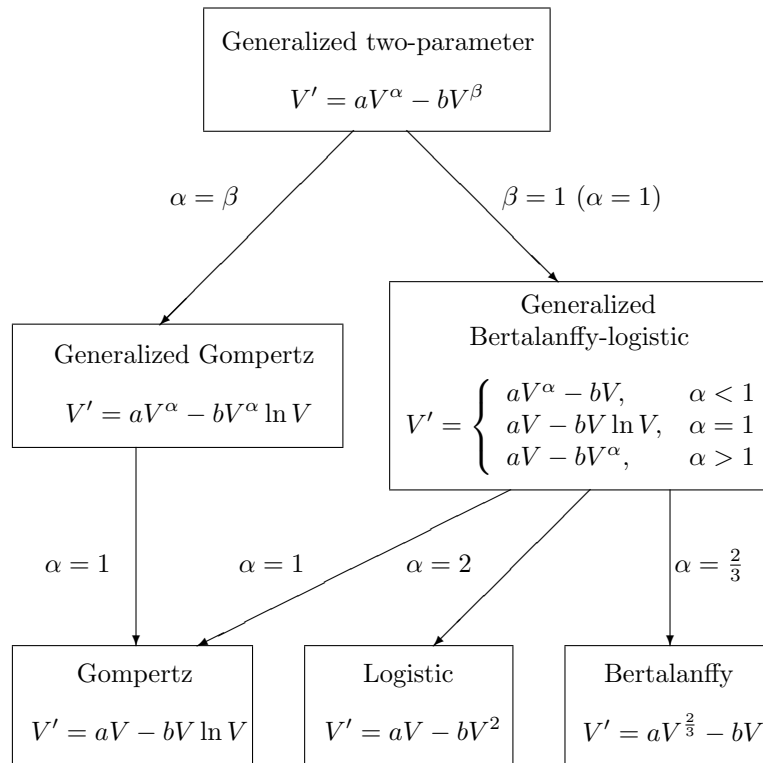 Generalized two-parameter
V′ = aV^α − bV^β
α = β
β = 1 (α = 1)
Generalized Gompertz
V′ = aV^α − bV^α ln V
Generalized
Bertalanffy-logistic
V′ = { aV^α − bV, α < 1
aV − bV ln V, α = 1
aV − bV^α, α > 1
α = 1
α = 1
α = 2
α = 2/3
Gompertz
V′ = aV − bV ln V
Logistic
V′ = aV − bV^2
Bertalanffy
V′ = aV^{2/3} − bV